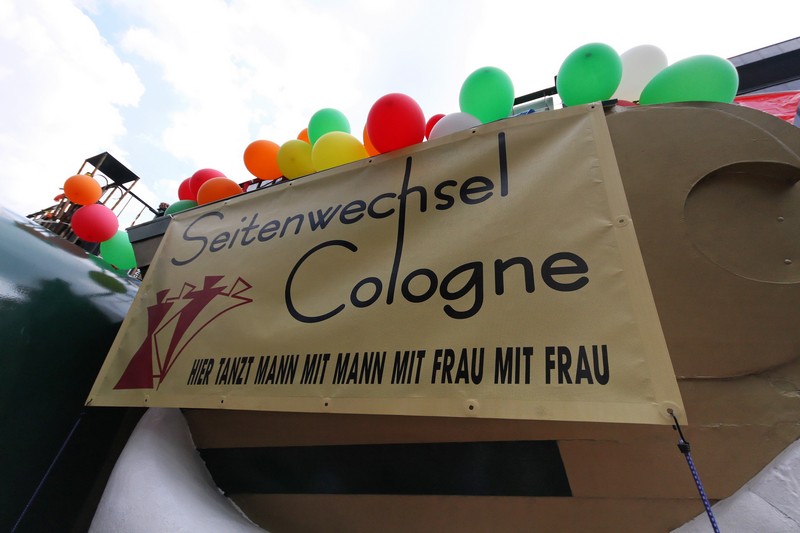 Seitenwechsel
Cologne
HIER TANZT MANN MIT MANN MIT FRAU MIT FRAU